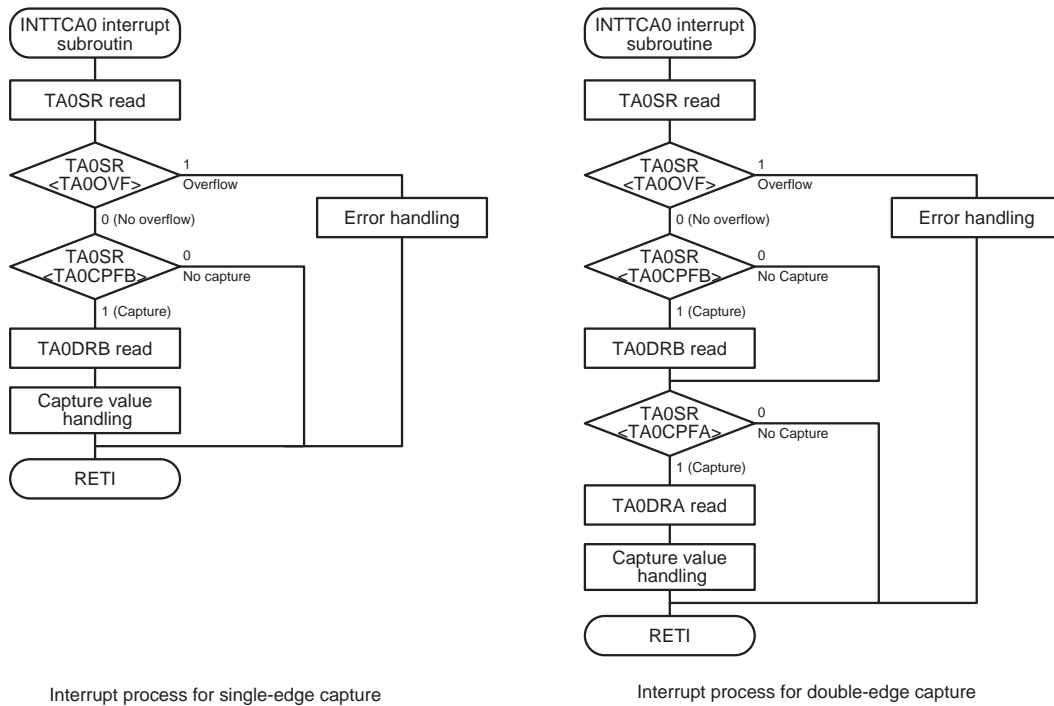 INTTCA0 interrupt
subroutin
TA0SR read
TA0SR
<TA0OVF>
1
Overflow
0 (No overflow)
Error handling
TA0SR
<TA0CPFB>
0
No capture
1 (Capture)
TA0DRB read
Capture value
handling
RETI
Interrupt process for single-edge capture
INTTCA0 interrupt
subroutine
TA0SR read
TA0SR
<TA0OVF>
1
Overflow
0 (No overflow)
Error handling
TA0SR
<TA0CPFB>
0
No Capture
1 (Capture)
TA0DRB read
TA0SR
<TA0CPFA>
0
No Capture
1 (Capture)
TA0DRA read
Capture value
handling
RETI
Interrupt process for double-edge capture